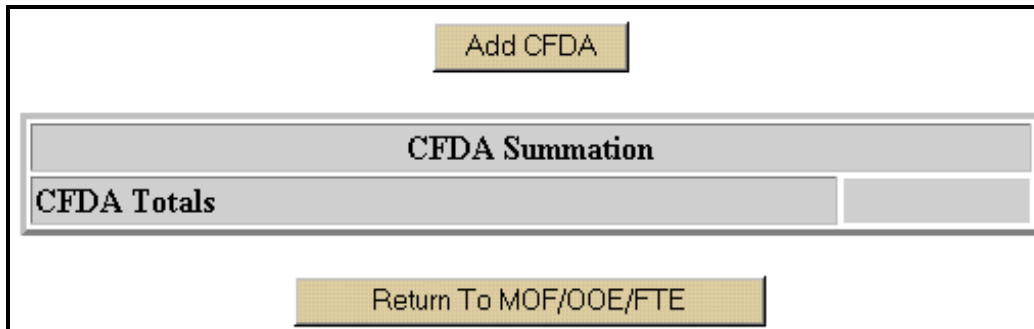 Add CFDA
CFDA Summation
CFDA Totals
Return To MOF/OOE/FTE